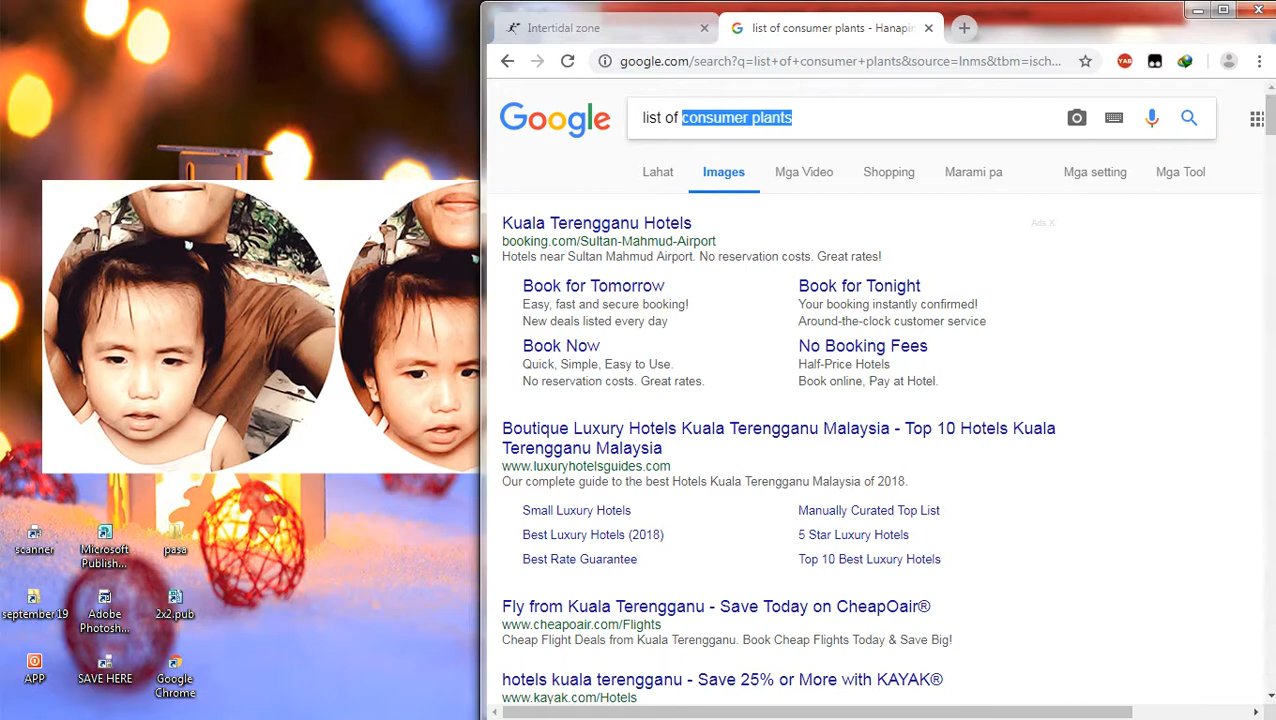 Intertidal zone
list of consumer plants - Hanapin
google.com/search?q=list+of+consumer+plants&source=lnms&tbm=isch...
YAB
Google
list of consumer plants
Lahat Images Mga Video Shopping Marami pa Mga setting Mga Tool
Kuala Terengganu Hotels
Ads X
booking.com/Sultan-Mahmud-Airport
Hotels near Sultan Mahmud Airport. No reservation costs. Great rates!
Book for Tomorrow
Easy, fast and secure booking!
New deals listed every day
Book for Tonight
Your booking instantly confirmed!
Around-the-clock customer service
Book Now
Quick, Simple, Easy to Use.
No reservation costs. Great rates.
No Booking Fees
Half-Price Hotels
Book online, Pay at Hotel.
Boutique Luxury Hotels Kuala Terengganu Malaysia - Top 10 Hotels Kuala
Terengganu Malaysia
www.luxuryhotelsguides.com
Our complete guide to the best Hotels Kuala Terengganu Malaysia of 2018.
Small Luxury Hotels
Manually Curated Top List
Best Luxury Hotels (2018)
5 Star Luxury Hotels
Best Rate Guarantee
Top 10 Best Luxury Hotels
Fly from Kuala Terengganu - Save Today on CheapOair®
www.cheapoair.com/Flights
Cheap Flight Deals from Kuala Terengganu. Book Cheap Flights Today & Save Big!
hotels kuala terengganu - Save 25% or More with KAYAK®
www.kayak.com/Hotels
scanner
Microsoft
Publish...
pasa
september19
Adobe
Photosh...
2x2.pub
APP
SAVE HERE
Google
Chrome